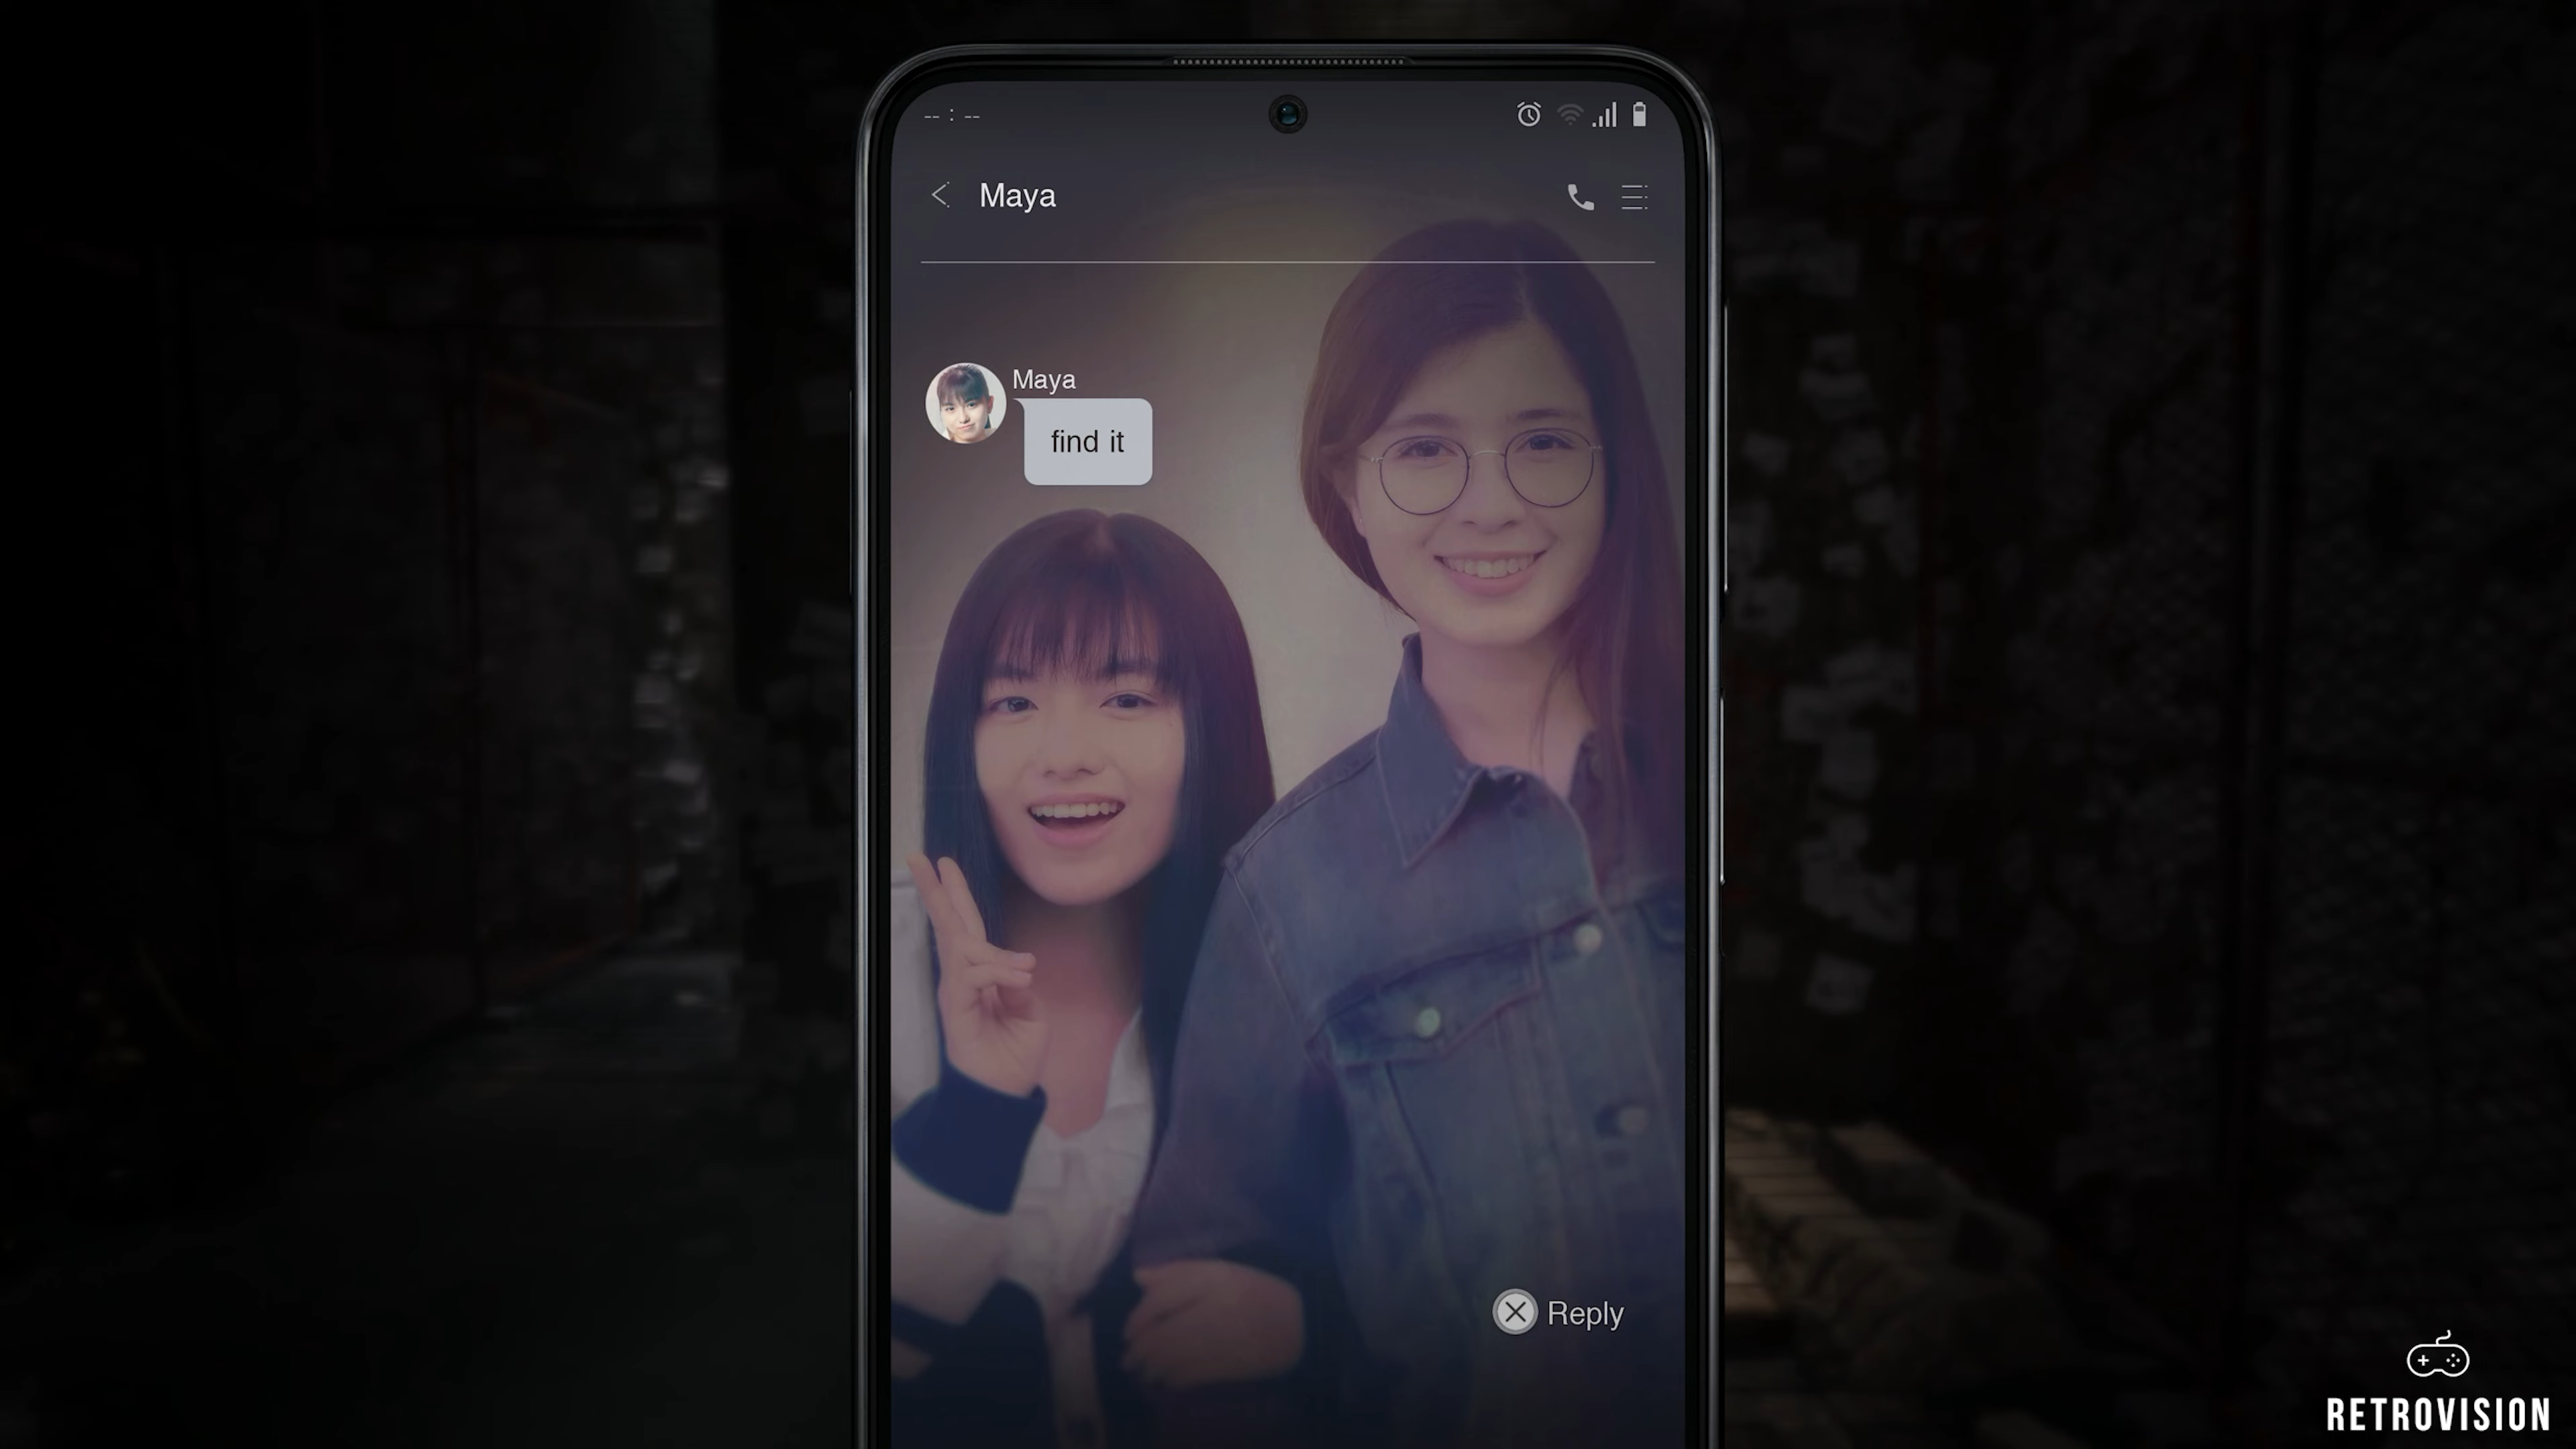 -- : --
Maya
Maya
find it
Reply
RETROVISION